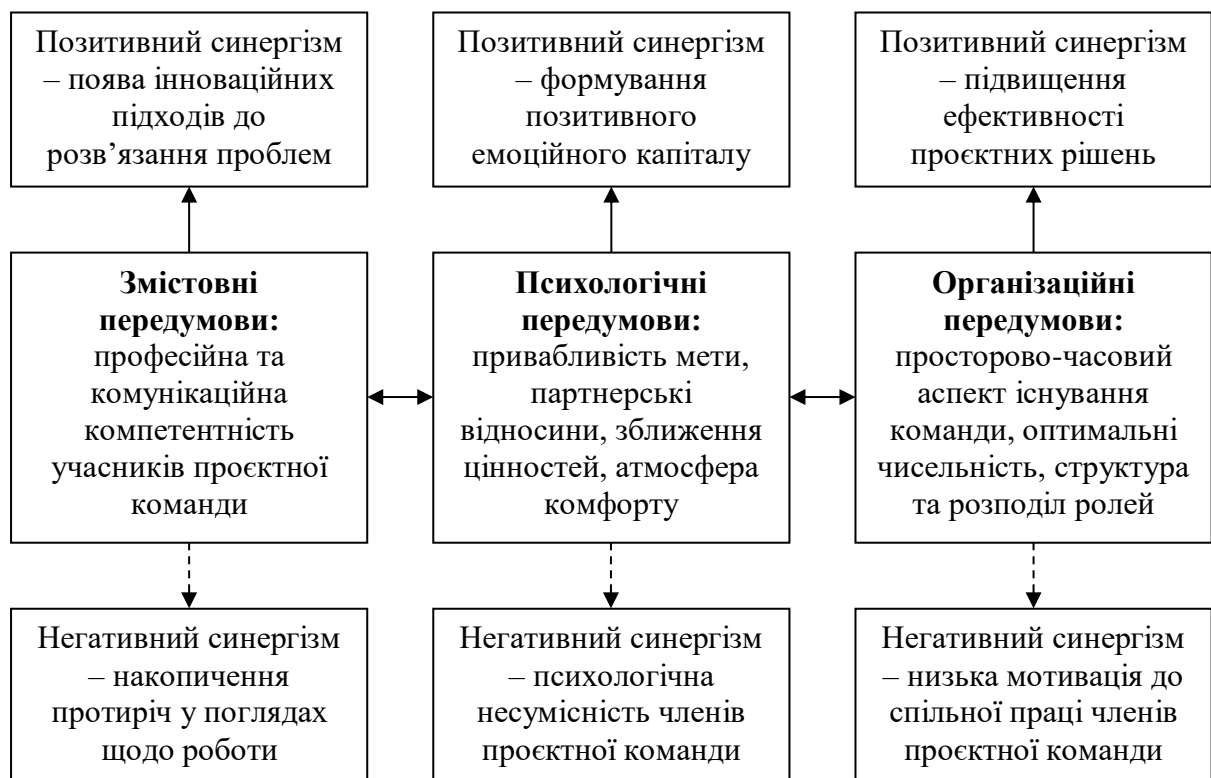 Позитивний синергізм
– поява інноваційних
підходів до
розв’язання проблем
Позитивний синергізм
– формування
позитивного
емоційного капіталу
Позитивний синергізм
– підвищення
ефективності
проєктних рішень
Змістовні
передумови:
професійна та
комунікаційна
компетентність
учасників проєктної
команди
Психологічні
передумови:
привабливість мети,
партнерські
відносини, зближення
цінностей, атмосфера
комфорту
Організаційні
передумови:
просторово-часовий
аспект існування
команди, оптимальні
чисельність, структура
та розподіл ролей
Негативний синергізм
– накопичення
протиріч у поглядах
щодо роботи
Негативний синергізм
– психологічна
несумісність членів
проєктної команди
Негативний синергізм
– низька мотивація до
спільної праці членів
проєктної команди